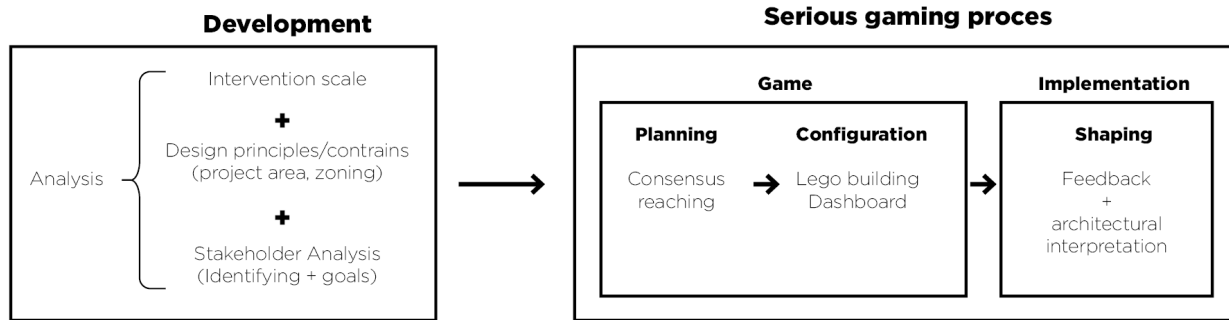 Development
Intervention scale
+
Design principles/contrains
(project area, zoning)
Analysis
+
Stakeholder Analysis
(Identifying + goals)
Serious gaming proces
Game
Planning
Consensus
reaching
Configuration
Lego building
Dashboard
Implementation
Shaping
Feedback
+
architectural
interpretation